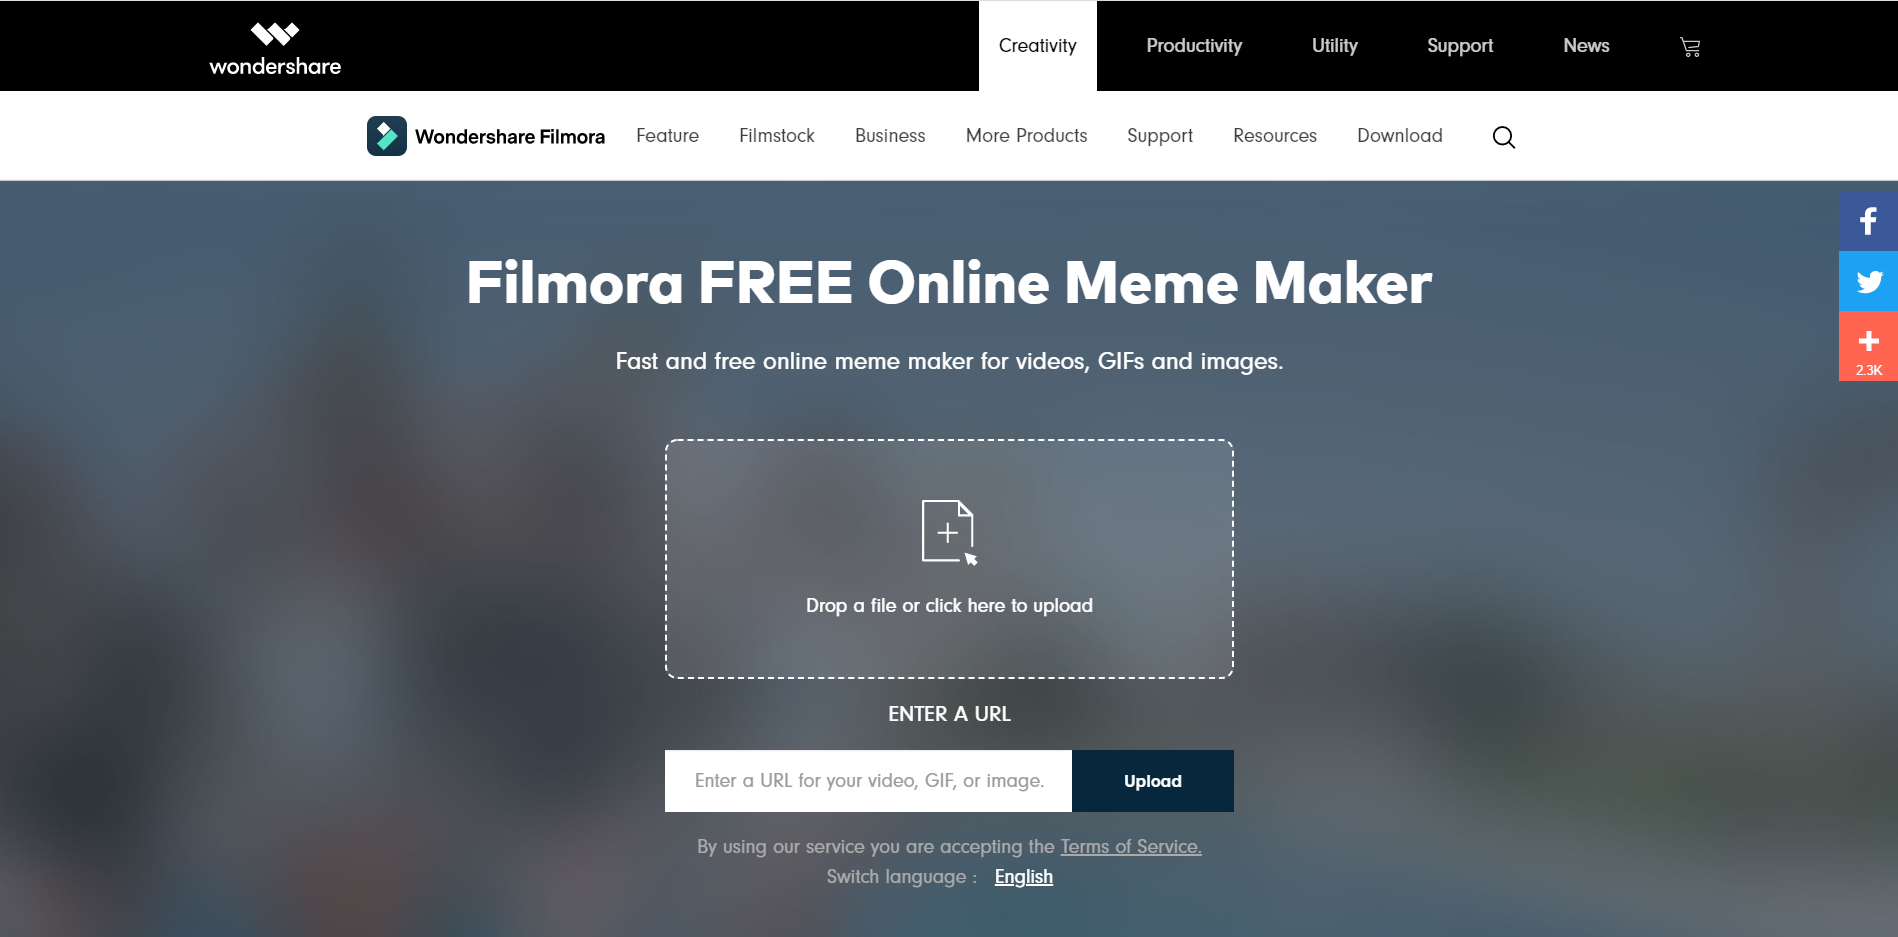 wondershare
Creativity
Productivity
Utility
Support
News
Wondershare Filmora
Feature
Filmstock
Business
More Products
Support
Resources
Download
Filmora FREE Online Meme Maker
Fast and free online meme maker for videos, GIFs and images.
2.3K
Drop a file or click here to upload
ENTER A URL
Enter a URL for your video, GIF, or image.
Upload
By using our service you are accepting the Terms of Service.
Switch language : English